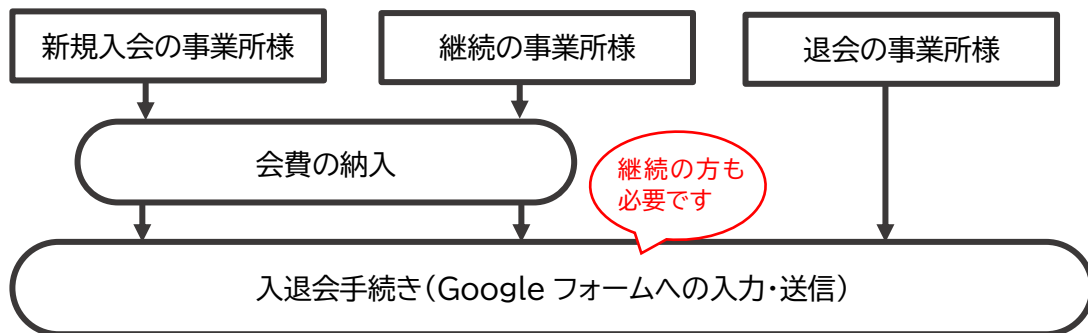 新規入会の事業所様
継続の事業所様
退会の事業所様
会費の納入
継続の方も
必要です
入退会手続き(Google フォームへの入力・送信)